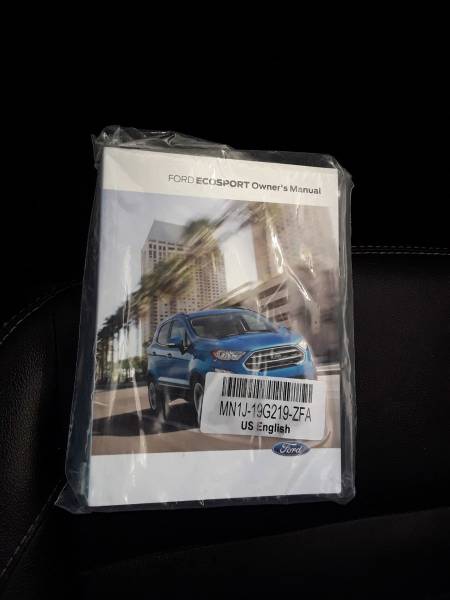 FORD ECOSPORT Owner's Manual
MN1J-19G219-ZFA
US English
Ford